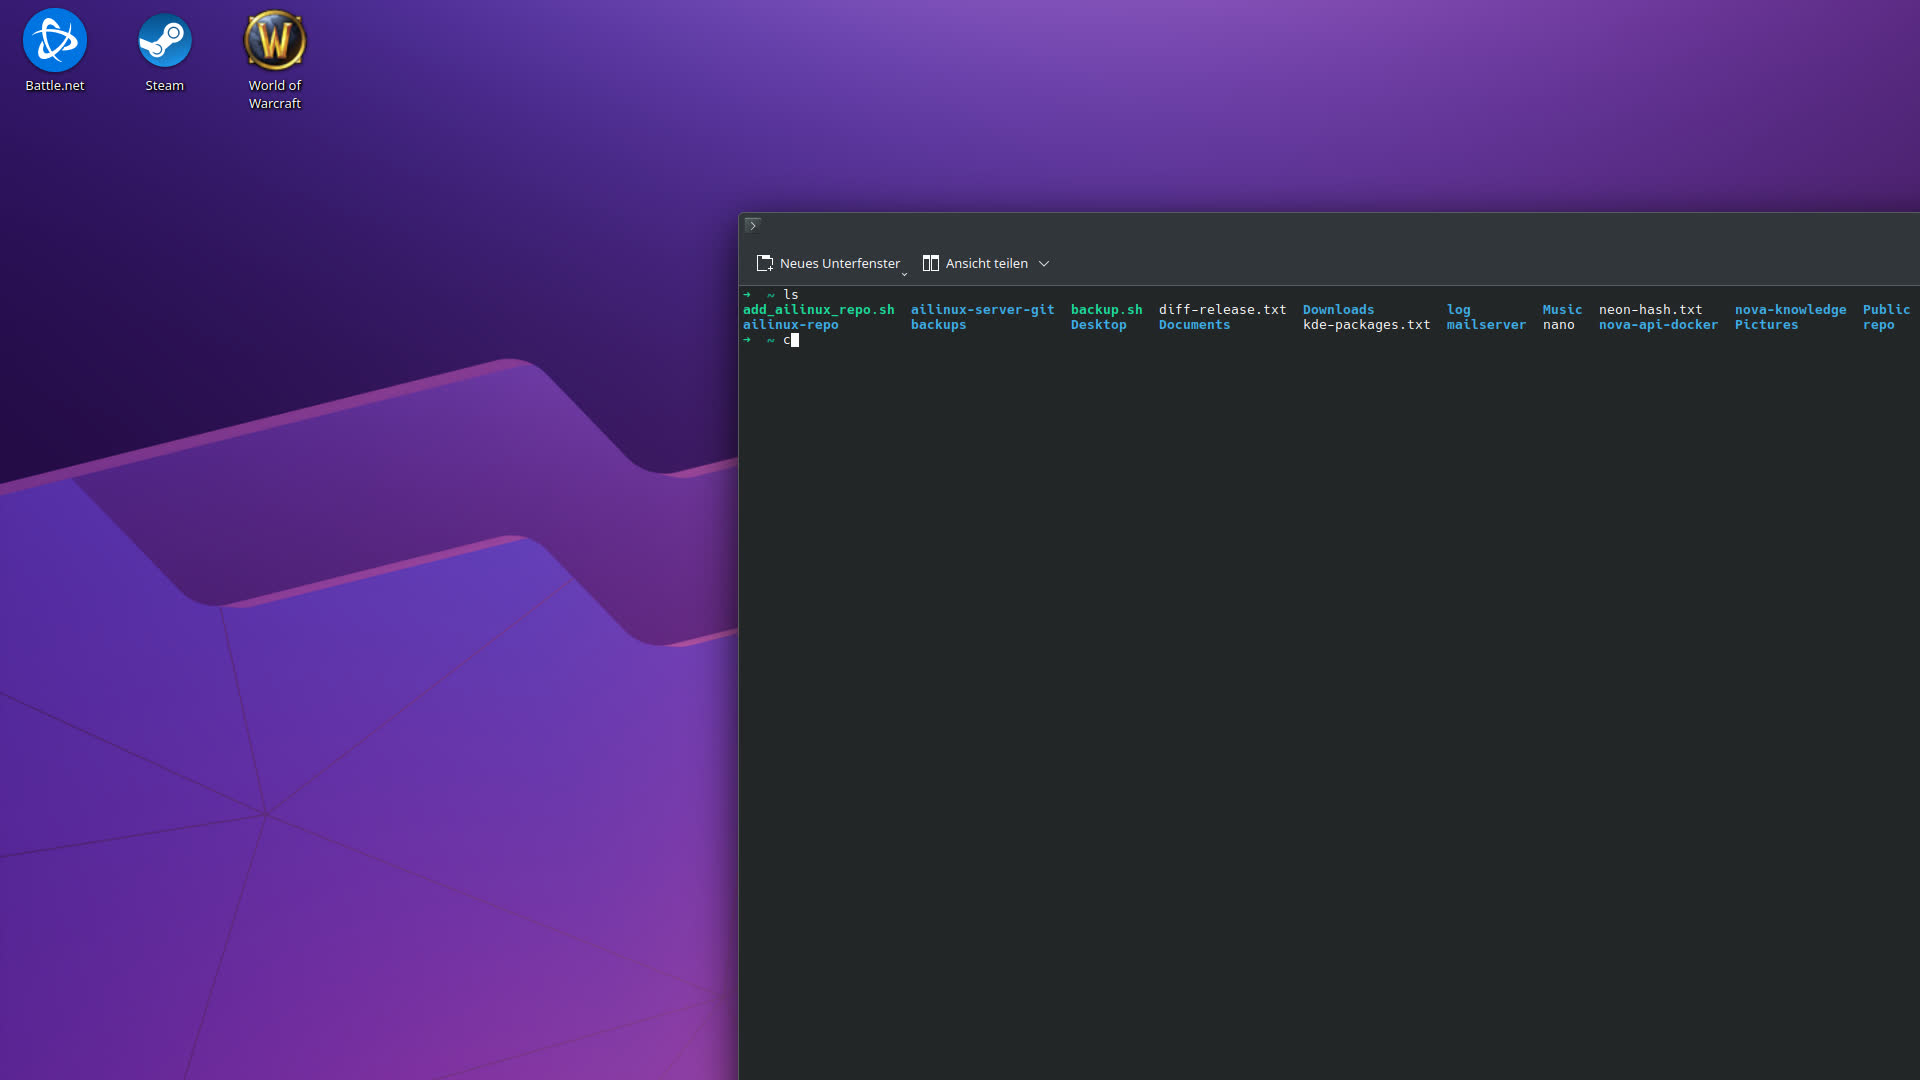 Battle.net
Steam
World of
Warcraft
Neues Unterfenster
Ansicht teilen
➜  ~ ls
add_ailinux_repo.sh  ailinux-server-git  backup.sh  diff-release.txt  Downloads  log  Music  neon-hash.txt  nova-knowledge  Public
ailinux-repo  backups  Desktop  Documents  kde-packages.txt  mailserver  nano  nova-api-docker  Pictures  repo
➜  ~ c